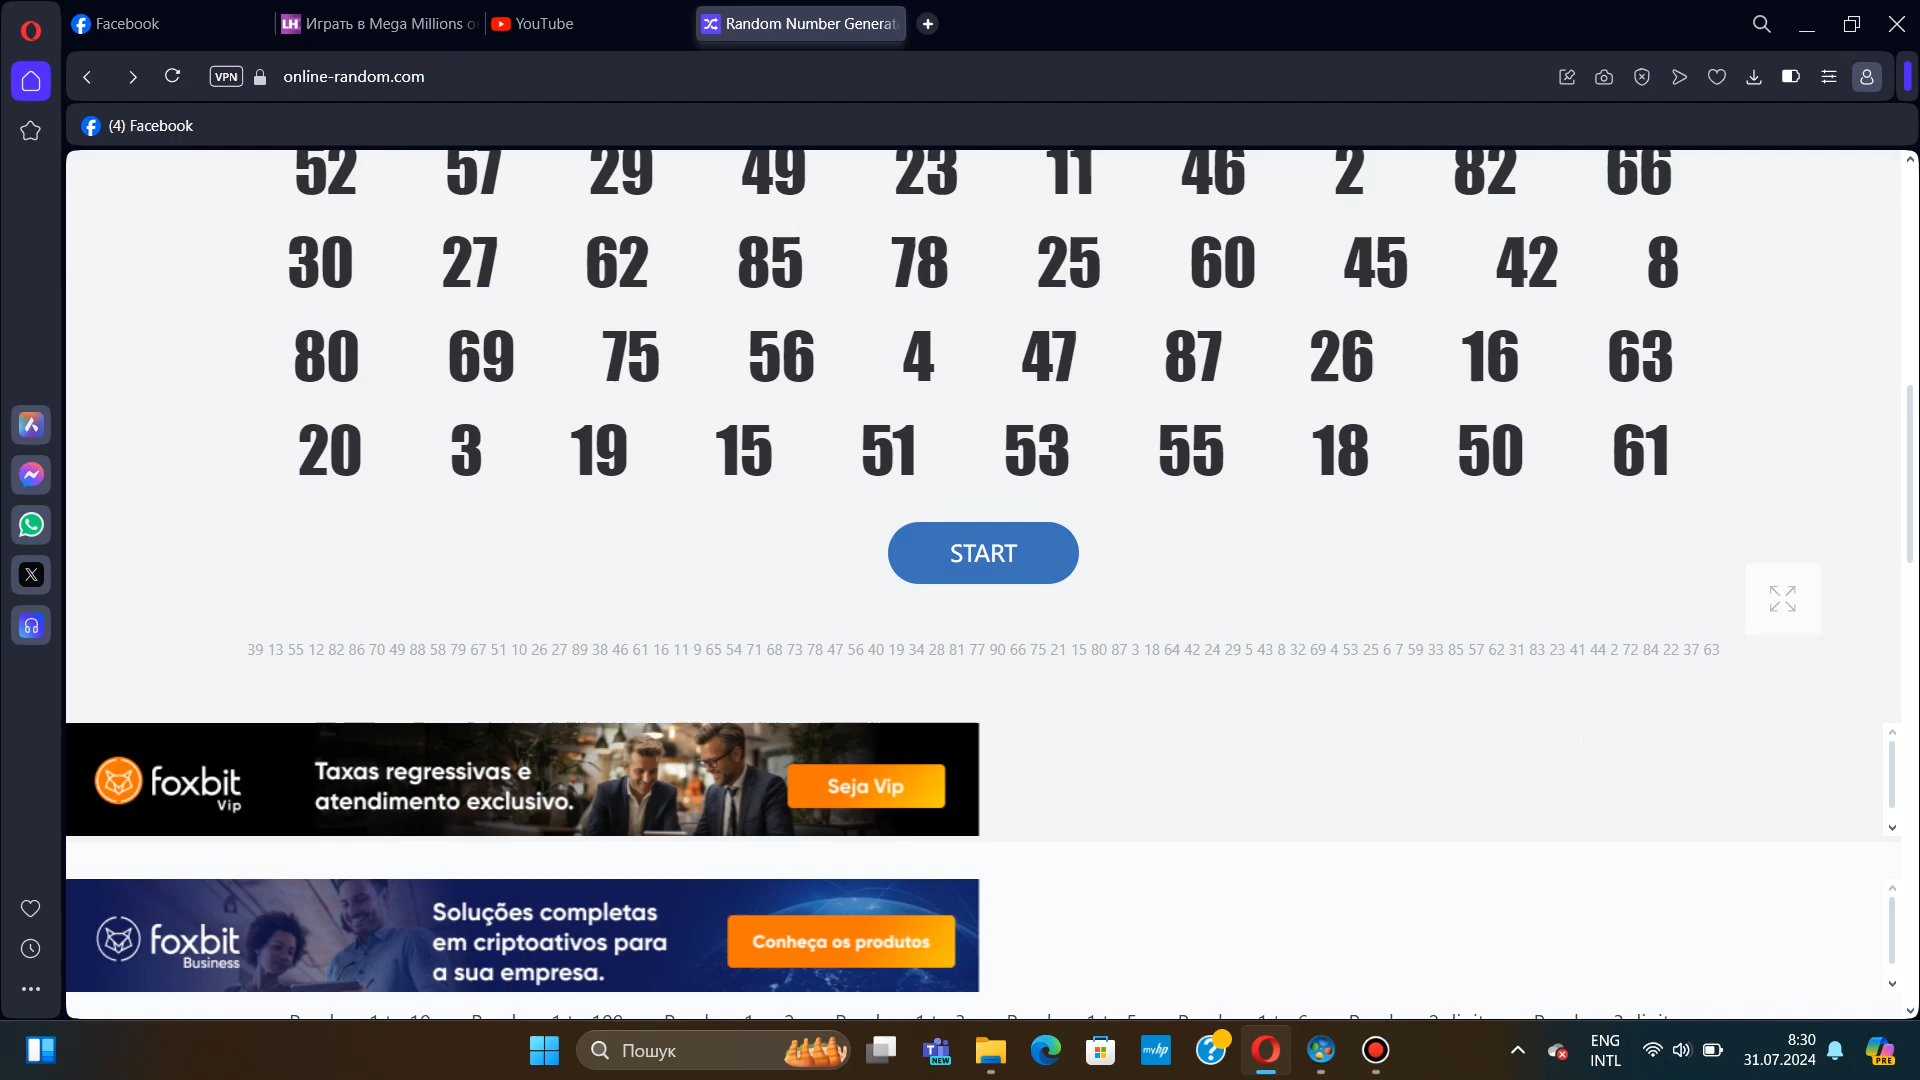 Facebook
Играть в Mega Millions o
YouTube
Random Number Generat
VPN
online-random.com
(4) Facebook
52 57 29 49 23 11 46 2 82 66
30 27 62 85 78 25 60 45 42 8
80 69 75 56 4 47 87 26 16 63
20 3 19 15 51 53 55 18 50 61
START
39 13 55 12 82 86 70 49 88 58 79 67 51 10 26 27 89 38 46 61 16 11 9 65 54 71 68 73 78 47 56 40 19 34 28 81 77 90 66 75 21 15 80 87 3 18 64 42 24 29 5 43 8 32 69 4 53 25 6 7 59 33 85 57 62 31 83 23 41 44 2 72 84 22 37 63
foxbit
Vip
Taxas regressivas e
atendimento exclusivo.
Seja Vip
foxbit
Business
Soluções completas
em criptoativos para
a sua empresa.
Conheça os produtos
Пошук
NEW
myhp
ENG
INTL
8:30
31.07.2024
PRE